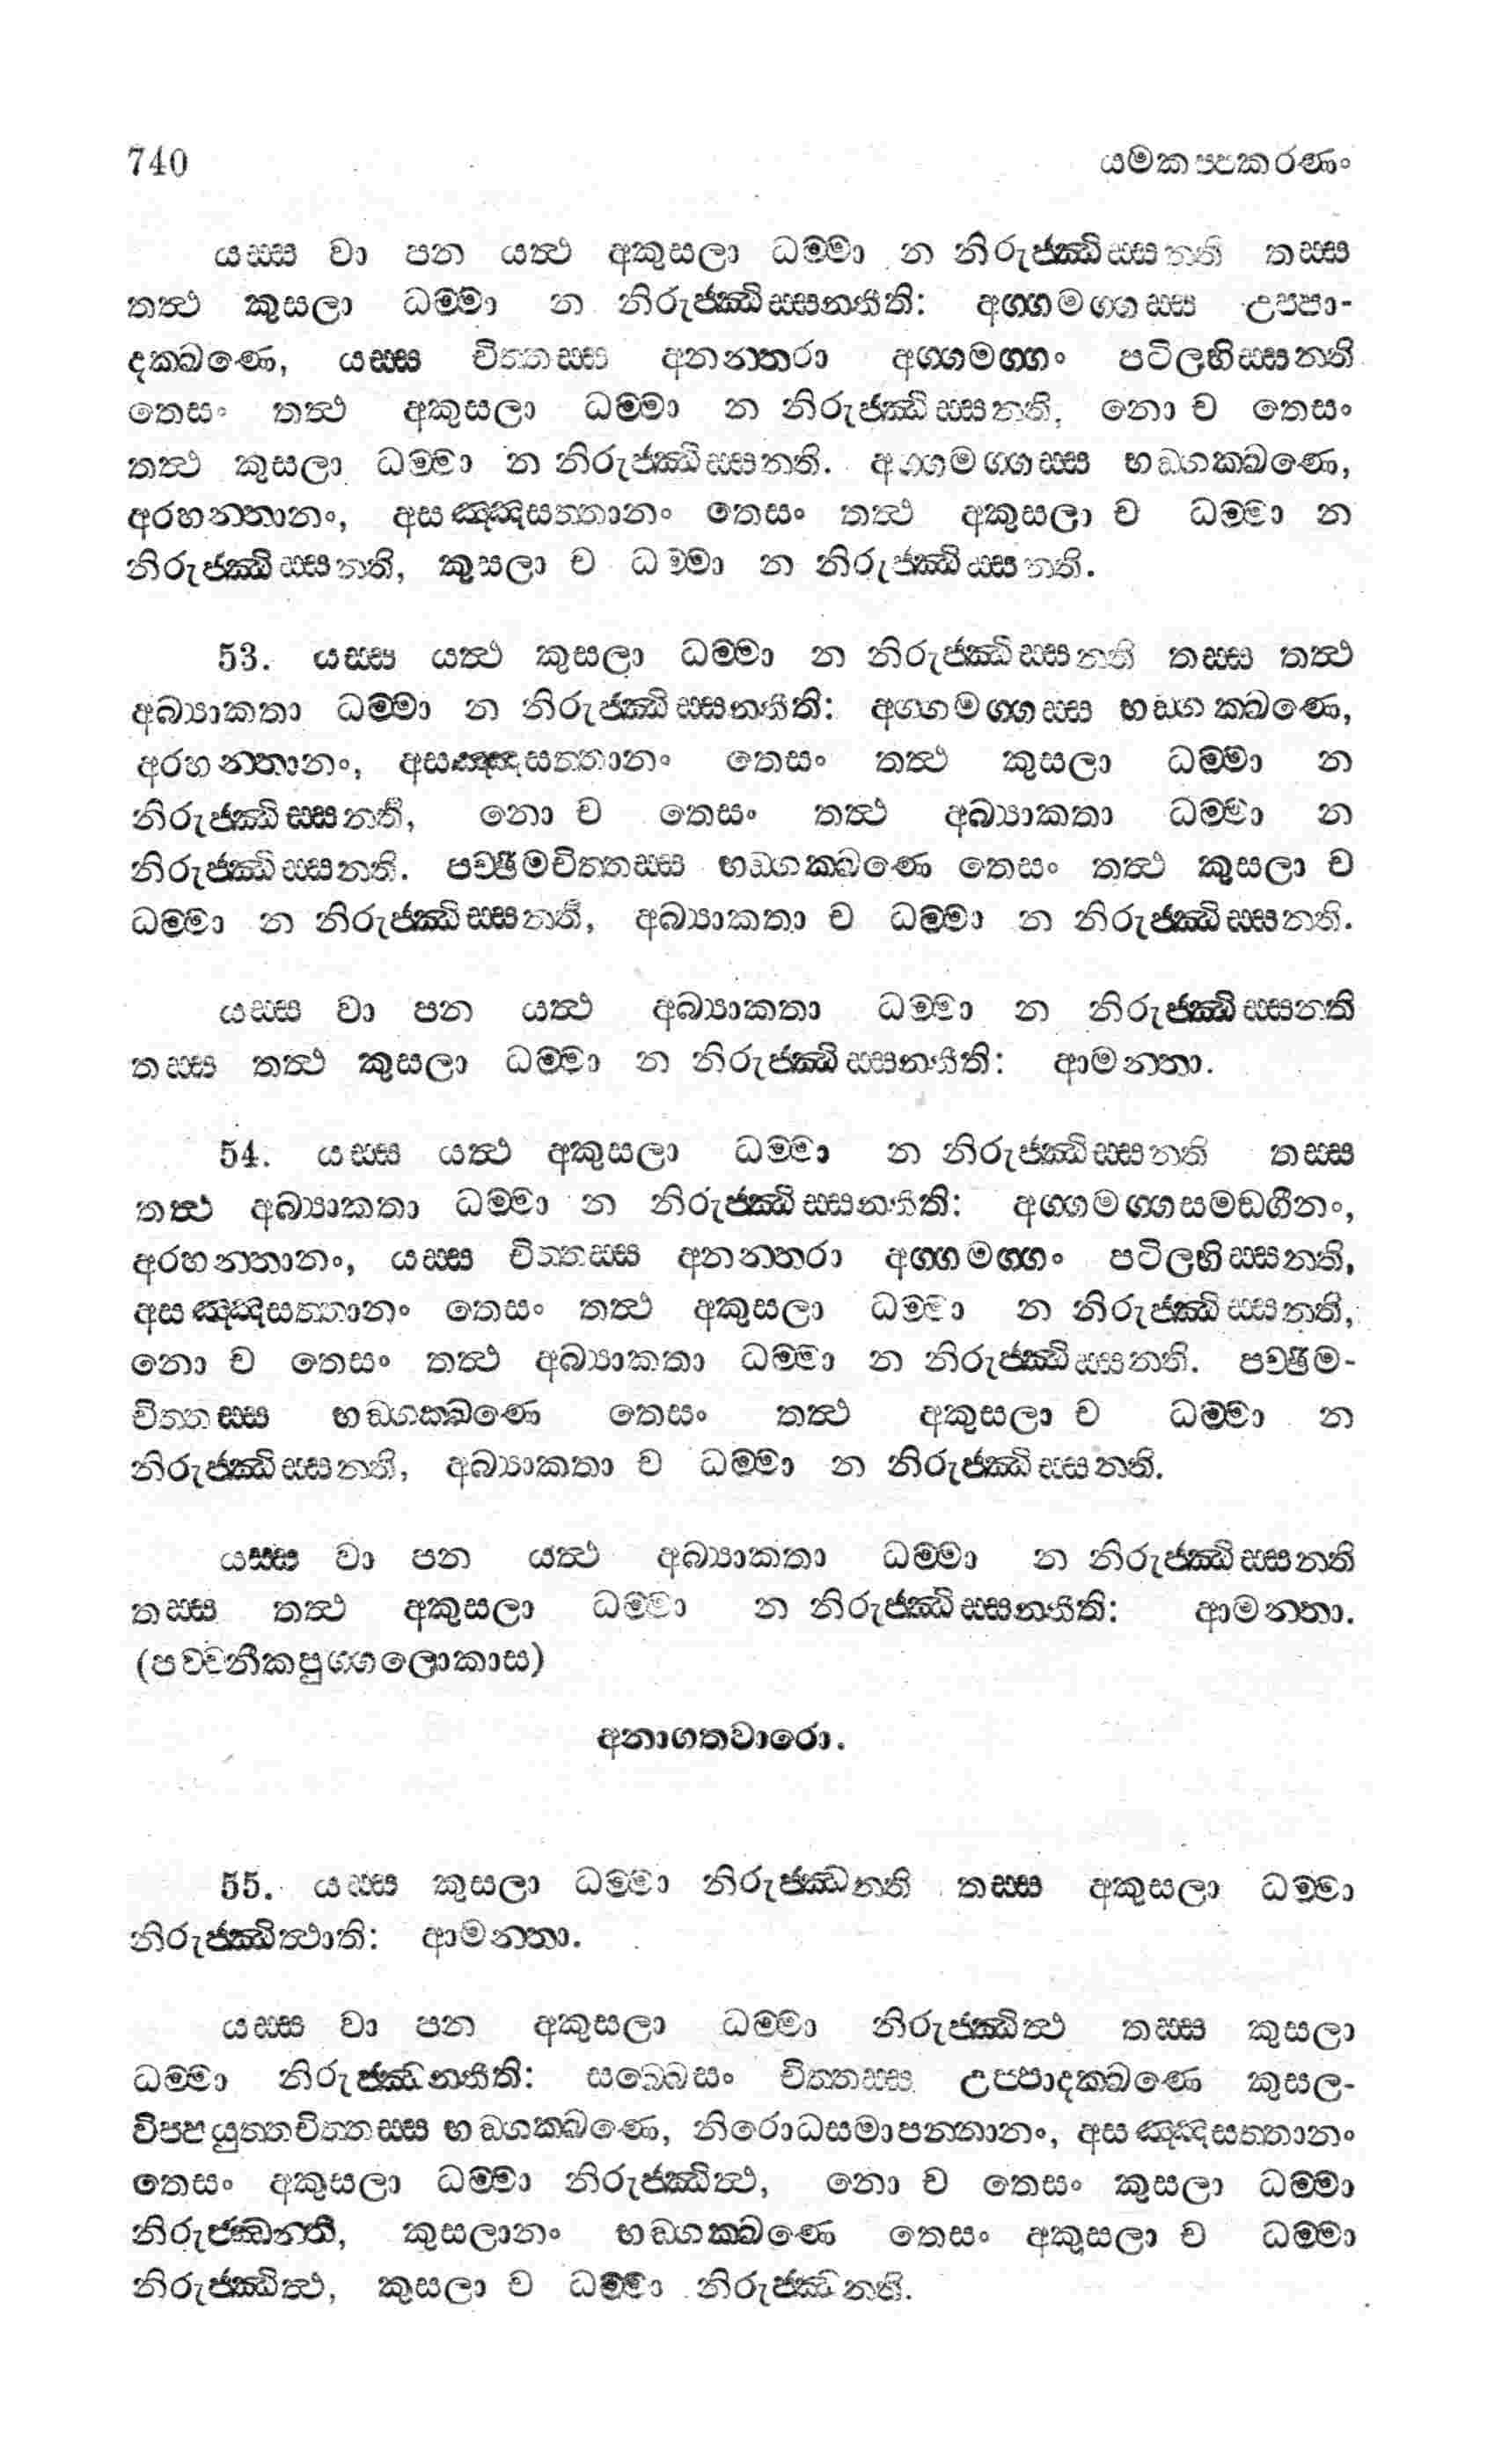 740 යමකප්පකරණං
යස්ස වා පන යත්ථ අකුසලා ධම්මා න නිරුජ්ඣිස්සන්ති තස්ස
තත්ථ කුසලා ධම්මා න නිරුජ්ඣිස්සන්තීති: අග්ගමග්ගස්ස උප්පා-
දක්ඛණෙ, යස්ස චිත්තස්ස අනන්තරා අග්ගමග්ගං පටිලභිස්සන්ති
තෙසං තත්ථ අකුසලා ධම්මා න නිරුජ්ඣිස්සන්ති, නො ච තෙසං
තත්ථ කුසලා ධම්මා න නිරුජ්ඣිස්සන්ති. අග්ගමග්ගස්ස භඞ්ගක්ඛණෙ,
අරහන්තානං, අසඤ්ඤසත්තානං තෙසං තත්ථ අකුසලා ච ධම්මා න
නිරුජ්ඣිස්සන්ති, කුසලා ච ධම්මා න නිරුජ්ඣිස්සන්ති.
53. යස්ස යත්ථ කුසලා ධම්මා න නිරුජ්ඣිස්සන්ති තස්ස තත්ථ
අබ්‍යාකතා ධම්මා න නිරුජ්ඣිස්සන්තීති: අග්ගමග්ගස්ස භඞ්ගක්ඛණෙ,
අරහන්තානං, අසඤ්ඤසත්තානං තෙසං තත්ථ කුසලා ධම්මා න
නිරුජ්ඣිස්සන්ති, නො ච තෙසං තත්ථ අබ්‍යාකතා ධම්මා න
නිරුජ්ඣිස්සන්ති. පච්ඡිමචිත්තස්ස භඞ්ගක්ඛණෙ තෙසං තත්ථ කුසලා ච
ධම්මා න නිරුජ්ඣිස්සන්ති, අබ්‍යාකතා ච ධම්මා න නිරුජ්ඣිස්සන්ති.
යස්ස වා පන යත්ථ අබ්‍යාකතා ධම්මා න නිරුජ්ඣිස්සන්ති
තස්ස තත්ථ කුසලා ධම්මා න නිරුජ්ඣිස්සන්තීති: ආමන්තා.
54. යස්ස යත්ථ අකුසලා ධම්මා න නිරුජ්ඣිස්සන්ති තස්ස
තත්ථ අබ්‍යාකතා ධම්මා න නිරුජ්ඣිස්සන්තීති: අග්ගමග්ගසමඞ්ගීනං,
අරහන්තානං, යස්ස චිත්තස්ස අනන්තරා අග්ගමග්ගං පටිලභිස්සන්ති,
අසඤ්ඤසත්තානං තෙසං තත්ථ අකුසලා ධම්මා න නිරුජ්ඣිස්සන්ති,
නො ච තෙසං තත්ථ අබ්‍යාකතා ධම්මා න නිරුජ්ඣිස්සන්ති. පච්ඡිම-
චිත්තස්ස භඞ්ගක්ඛණෙ තෙසං තත්ථ අකුසලා ච ධම්මා න
නිරුජ්ඣිස්සන්ති, අබ්‍යාකතා ච ධම්මා න නිරුජ්ඣිස්සන්ති.
යස්ස වා පන යත්ථ අබ්‍යාකතා ධම්මා න නිරුජ්ඣිස්සන්ති
තස්ස තත්ථ අකුසලා ධම්මා න නිරුජ්ඣිස්සන්තීති: ආමන්තා.
(පච්චනීකපුග්ගලොකාස)
අනාගතවාරො.
55. යස්ස කුසලා ධම්මා නිරුජ්ඣන්ති තස්ස අකුසලා ධම්මා
නිරුජ්ඣිත්ථාති: ආමන්තා.
යස්ස වා පන අකුසලා ධම්මා නිරුජ්ඣිත්ථ තස්ස කුසලා
ධම්මා නිරුජ්ඣන්තීති: සබ්බෙසං චිත්තස්ස උප්පාදක්ඛණෙ කුසල-
විප්පයුත්තචිත්තස්ස භඞ්ගක්ඛණෙ, නිරොධසමාපන්නානං, අසඤ්ඤසත්තානං
තෙසං අකුසලා ධම්මා නිරුජ්ඣිත්ථ, නො ච තෙසං කුසලා ධම්මා
නිරුජ්ඣන්ති, කුසලානං භඞ්ගක්ඛණෙ තෙසං අකුසලා ච ධම්මා
නිරුජ්ඣිත්ථ, කුසලා ච ධම්මා නිරුජ්ඣන්ති.